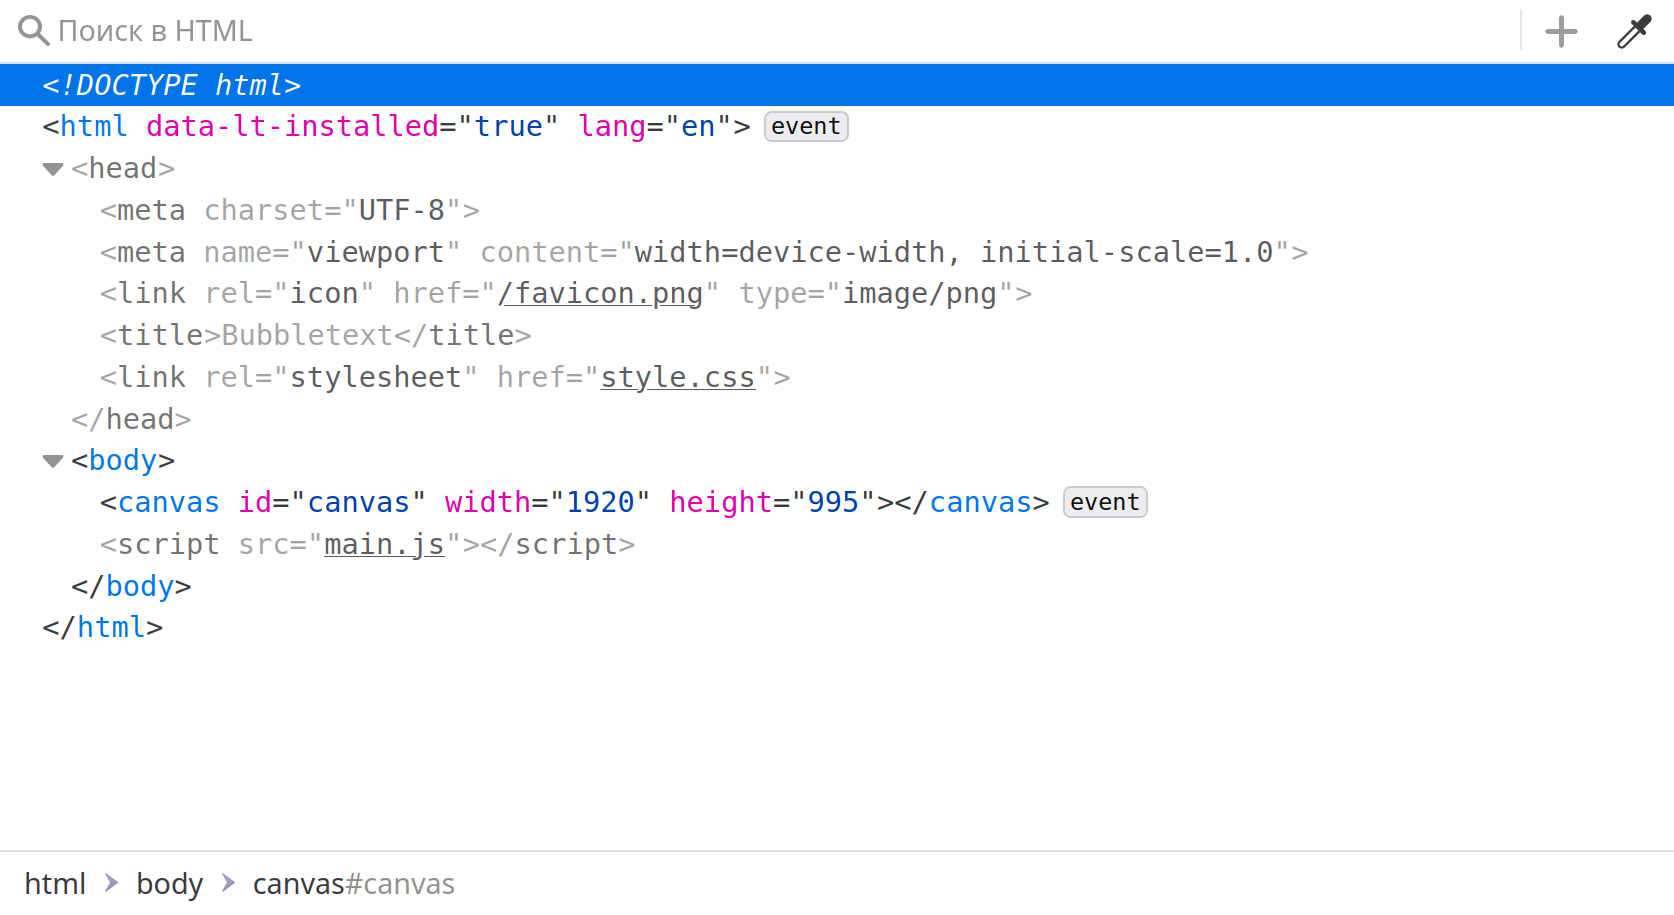 Поиск в HTML
<!DOCTYPE html>
<html data-lt-installed="true" lang="en"> event
<head>
<meta charset="UTF-8">
<meta name="viewport" content="width=device-width, initial-scale=1.0">
<link rel="icon" href="/favicon.png" type="image/png">
<title>Bubbletext</title>
<link rel="stylesheet" href="style.css">
</head>
<body>
<canvas id="canvas" width="1920" height="995"></canvas> event
<script src="main.js"></script>
</body>
</html>
html body canvas#canvas